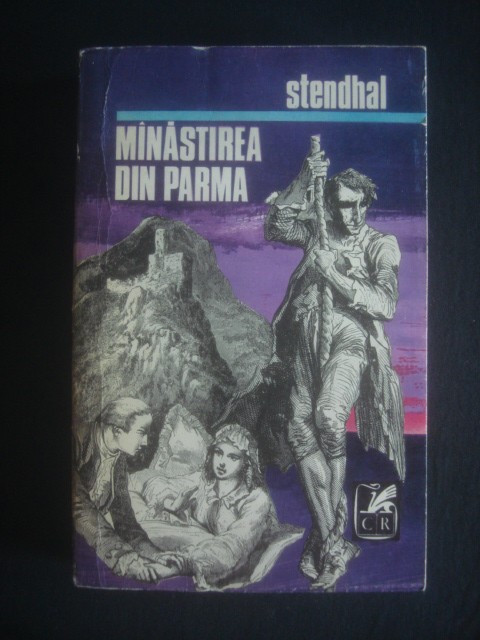 stendhal
MÎNĂSTIREA
DIN PARMA
C R